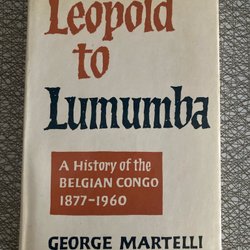 Leopold
to
Lumumba
A History of the
BELGIAN CONGO
1877-1960
GEORGE MARTELLI